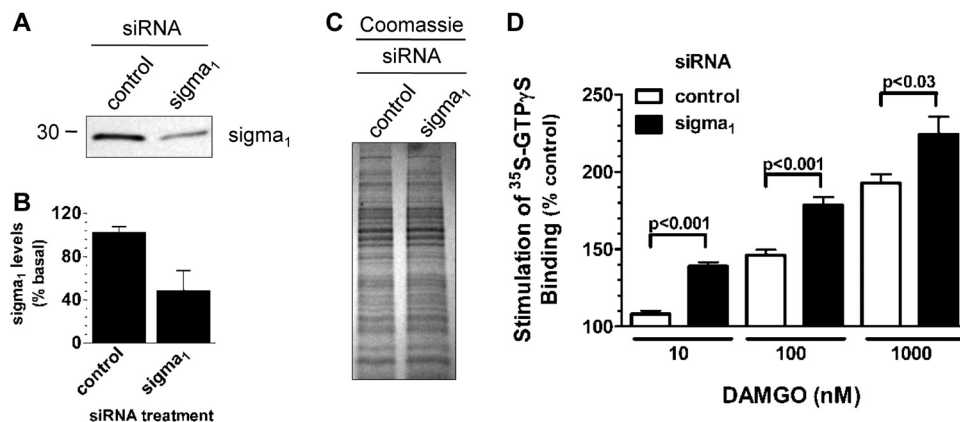 A
siRNA
control
sigma₁
30
sigma₁
B
sigma₁ levels
(% basal)
120
80
40
0
control
sigma₁
siRNA treatment
C
Coomassie
siRNA
control
sigma₁
D
siRNA
control
sigma₁
Stimulation of ³⁵S-GTPγS
Binding (% control)
250
200
150
100
p<0.001
p<0.001
p<0.03
10
100
1000
DAMGO (nM)